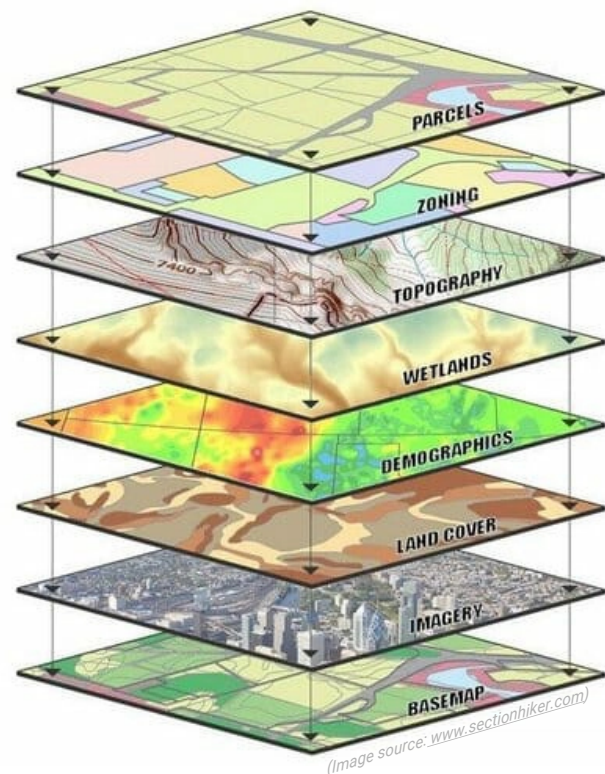 PARCELS
ZONING
7400
TOPOGRAPHY
WETLANDS
DEMOGRAPHICS
LAND COVER
IMAGERY
BASEMAP
(Image source: www.sectionhiker.com)